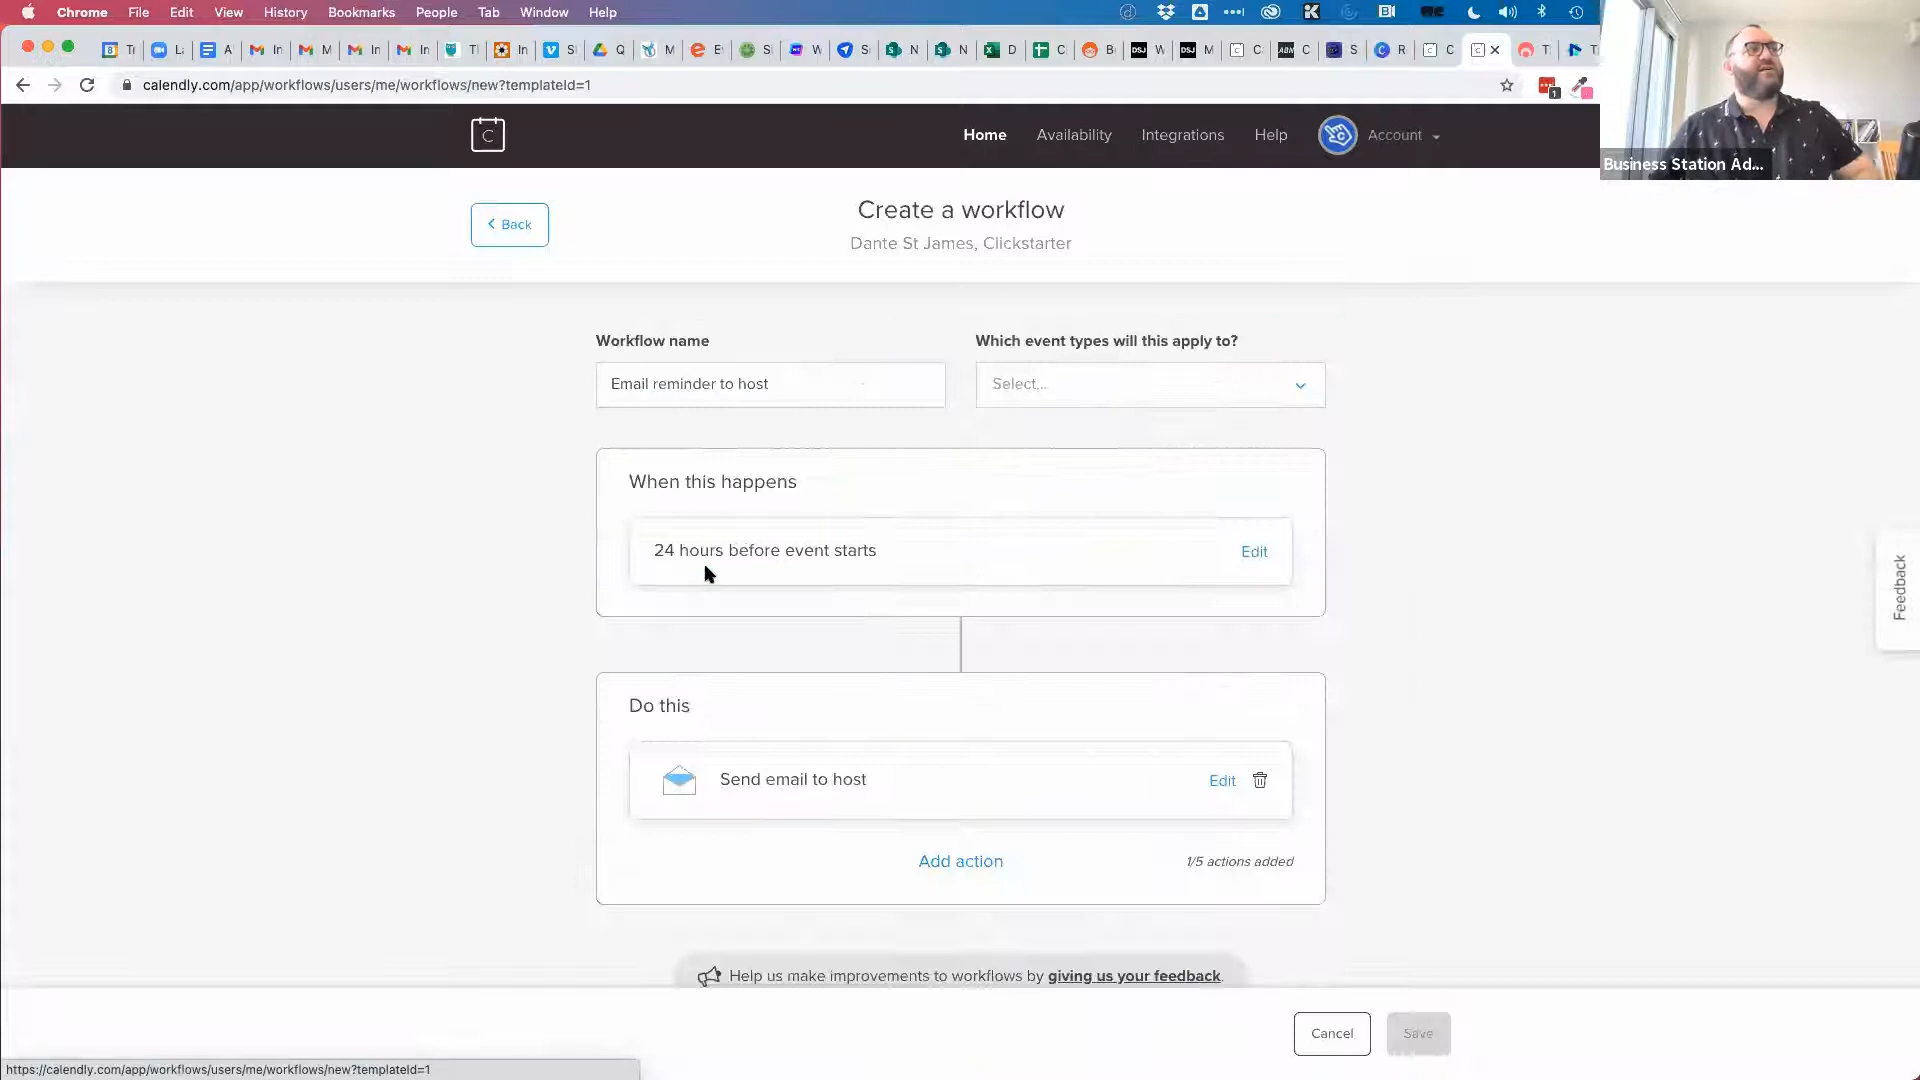 Chrome File Edit View History Bookmarks People Tab Window Help
calendly.com/app/workflows/users/me/workflows/new?templateId=1
Home Availability Integrations Help Account
Business Station Ad...
Back
Create a workflow
Dante St James, Clickstarter
Workflow name
Which event types will this apply to?
Email reminder to host
Select...
When this happens
24 hours before event starts
Edit
Feedback
Do this
Send email to host
Edit
Add action
1/5 actions added
Help us make improvements to workflows by giving us your feedback.
Cancel
Save
https://calendly.com/app/workflows/users/me/workflows/new?templateId=1